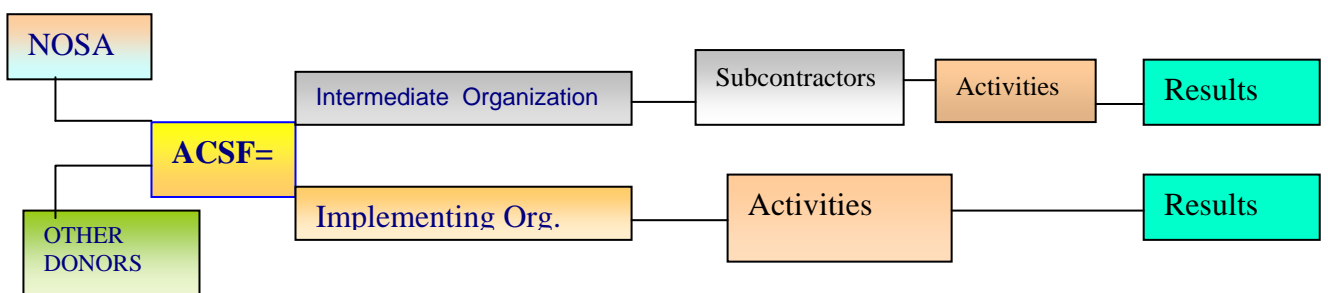 NOSA
Intermediate Organization
Subcontractors
Activities
Results
ACSF=
Implementing Org.
Activities
Results
OTHER
DONORS